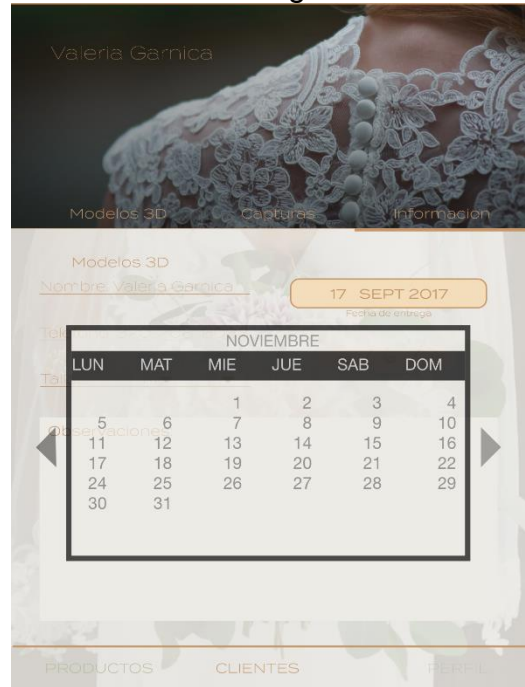 Valeria Garnica
Modelos 3D Capturas Informacion
Modelos 3D
Nombre: Valeria Garnica
17 SEPT 2017
Fecha de entrega
NOVIEMBRE
LUN MAT MIE JUE SAB DOM
1 2 3 4
5 6 7 8 9 10
Observaciones
11 12 13 14 15 16
17 18 19 20 21 22
24 25 26 27 28 29
30 31
PRODUCTOS CLIENTES PERFIL